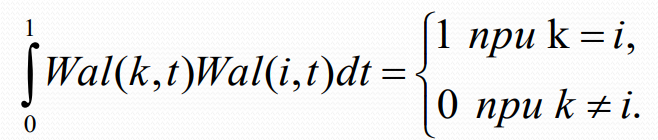 ∫₀¹ Wal(k,t)Wal(i,t)dt = {1 при k = i,
0 при k ≠ i.